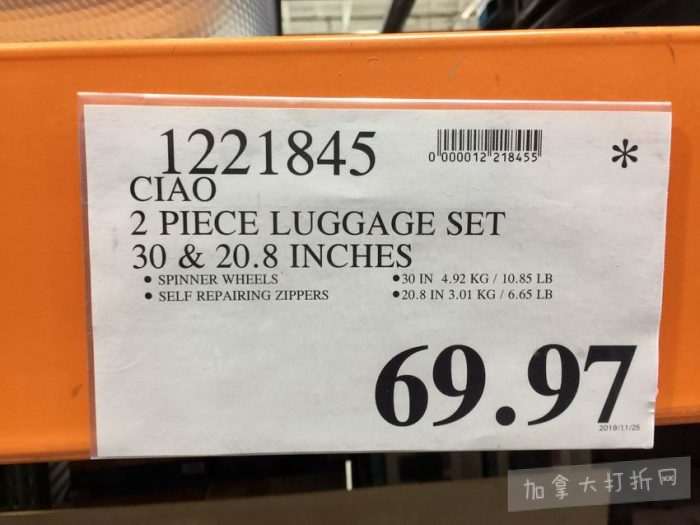 1221845
0 000012 218455
*
CIAO
2 PIECE LUGGAGE SET
30 & 20.8 INCHES
• SPINNER WHEELS
• SELF REPAIRING ZIPPERS
• 30 IN 4.92 KG / 10.85 LB
• 20.8 IN 3.01 KG / 6.65 LB
69.97
2019/11/25
加拿大打折网